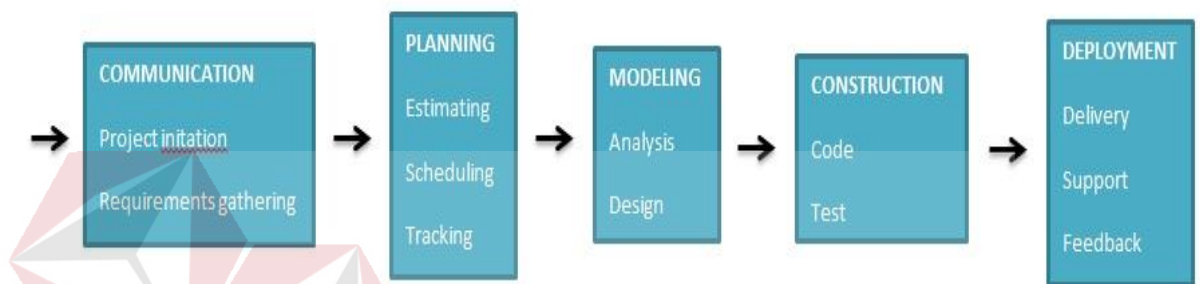 COMMUNICATION
Project initation
Requirements gathering
PLANNING
Estimating
Scheduling
Tracking
MODELING
Analysis
Design
CONSTRUCTION
Code
Test
DEPLOYMENT
Delivery
Support
Feedback